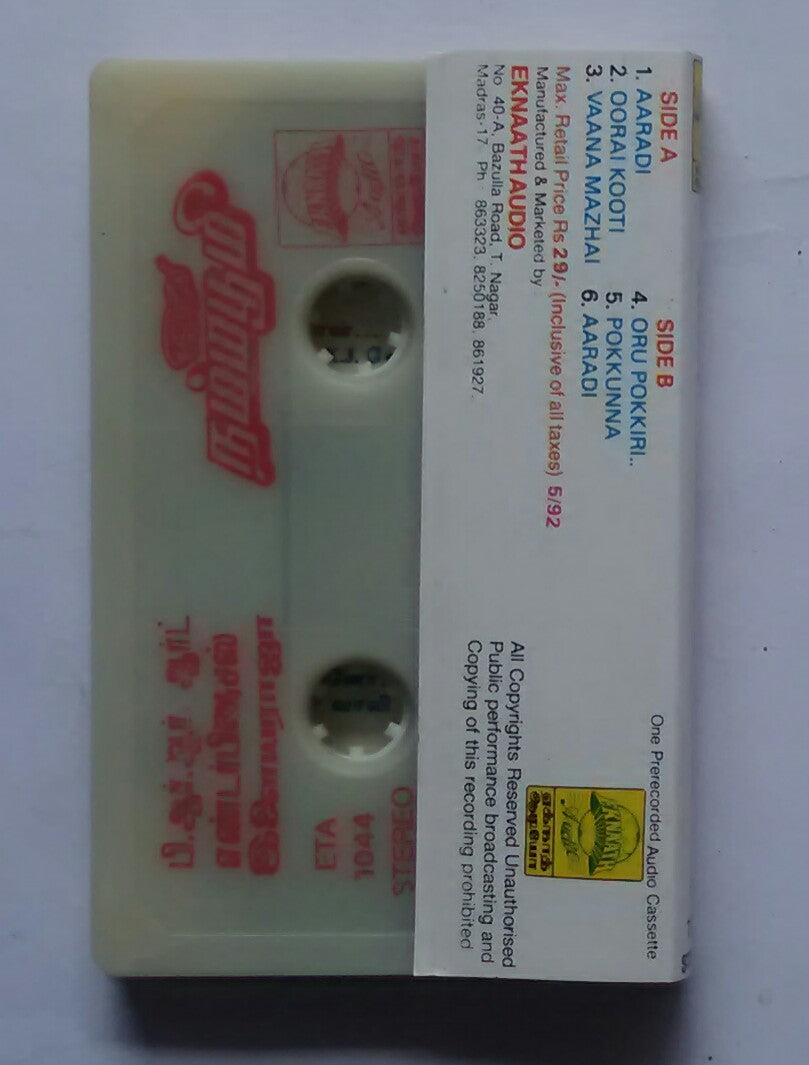 SIDE A
1. AARADI
2. OORAI KOOTI
3. VAANA MAZHAI
SIDE B
4. ORU POKKIRI..
5. POKKUNNA
6. AARADI
Max. Retail Price Rs 29/- (Inclusive of all taxes) 5/92
Manufactured & Marketed by
EKNAATH AUDIO
No 40-A, Bazulla Road, T. Nagar,
Madras-17 Ph 863323, 8250188, 861927.
One Prerecorded Audio Cassette
EKNAATH
Audio
All Copyrights Reserved Unauthorised
Public performance broadcasting and
Copying of this recording prohibited
STEREO
1044
ETA